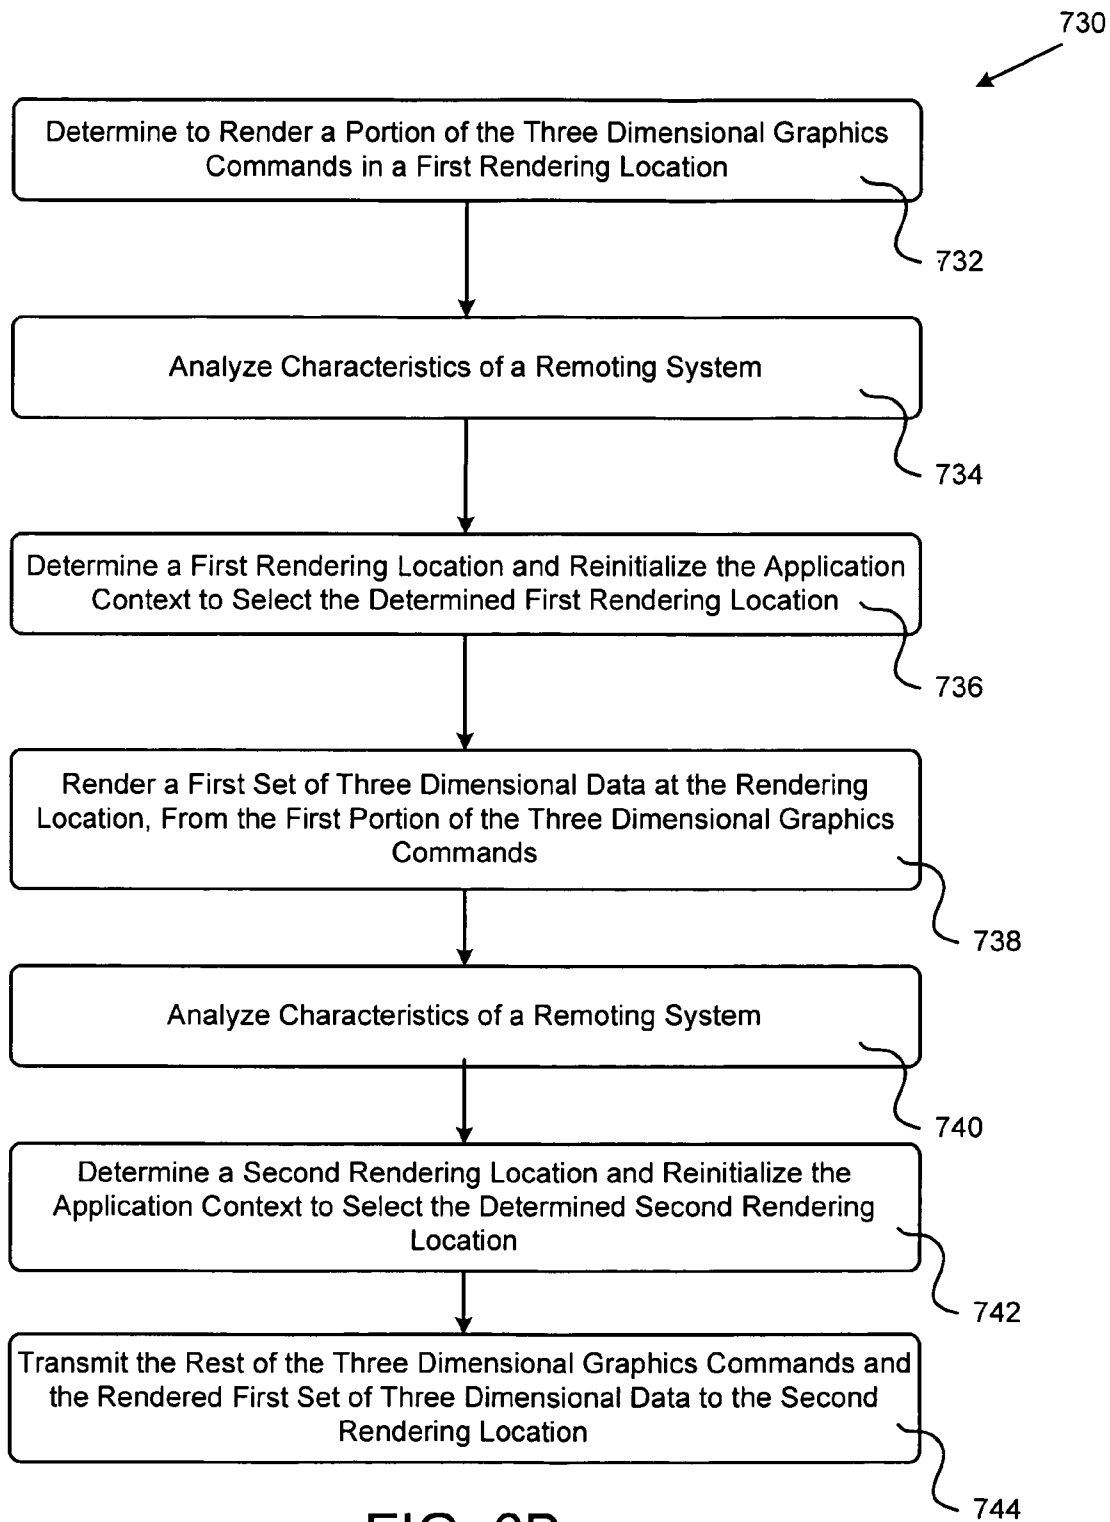 730
Determine to Render a Portion of the Three Dimensional Graphics
Commands in a First Rendering Location
732
Analyze Characteristics of a Remoting System
734
Determine a First Rendering Location and Reinitialize the Application
Context to Select the Determined First Rendering Location
736
Render a First Set of Three Dimensional Data at the Rendering
Location, From the First Portion of the Three Dimensional Graphics
Commands
738
Analyze Characteristics of a Remoting System
740
Determine a Second Rendering Location and Reinitialize the
Application Context to Select the Determined Second Rendering
Location
742
Transmit the Rest of the Three Dimensional Graphics Commands and
the Rendered First Set of Three Dimensional Data to the Second
Rendering Location
744